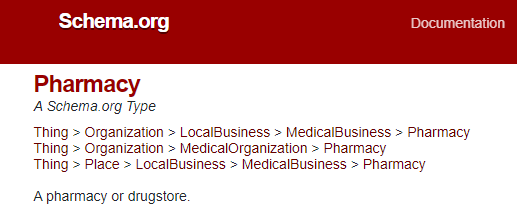 Schema.org
Documentation
Pharmacy
A Schema.org Type
Thing > Organization > LocalBusiness > MedicalBusiness > Pharmacy
Thing > Organization > MedicalOrganization > Pharmacy
Thing > Place > LocalBusiness > MedicalBusiness > Pharmacy
A pharmacy or drugstore.